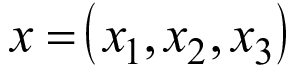 x = (x₁, x₂, x₃)